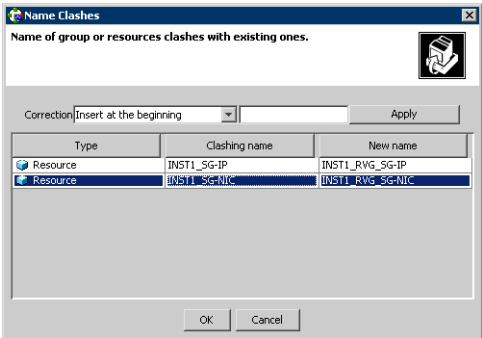 Name Clashes
Name of group or resources clashes with existing ones.
Correction Insert at the beginning Apply
Type Clashing name New name
Resource INST1_SG-IP INST1_RVG_SG-IP
Resource INST1_SG-NIC INST1_RVG_SG-NIC
OK Cancel